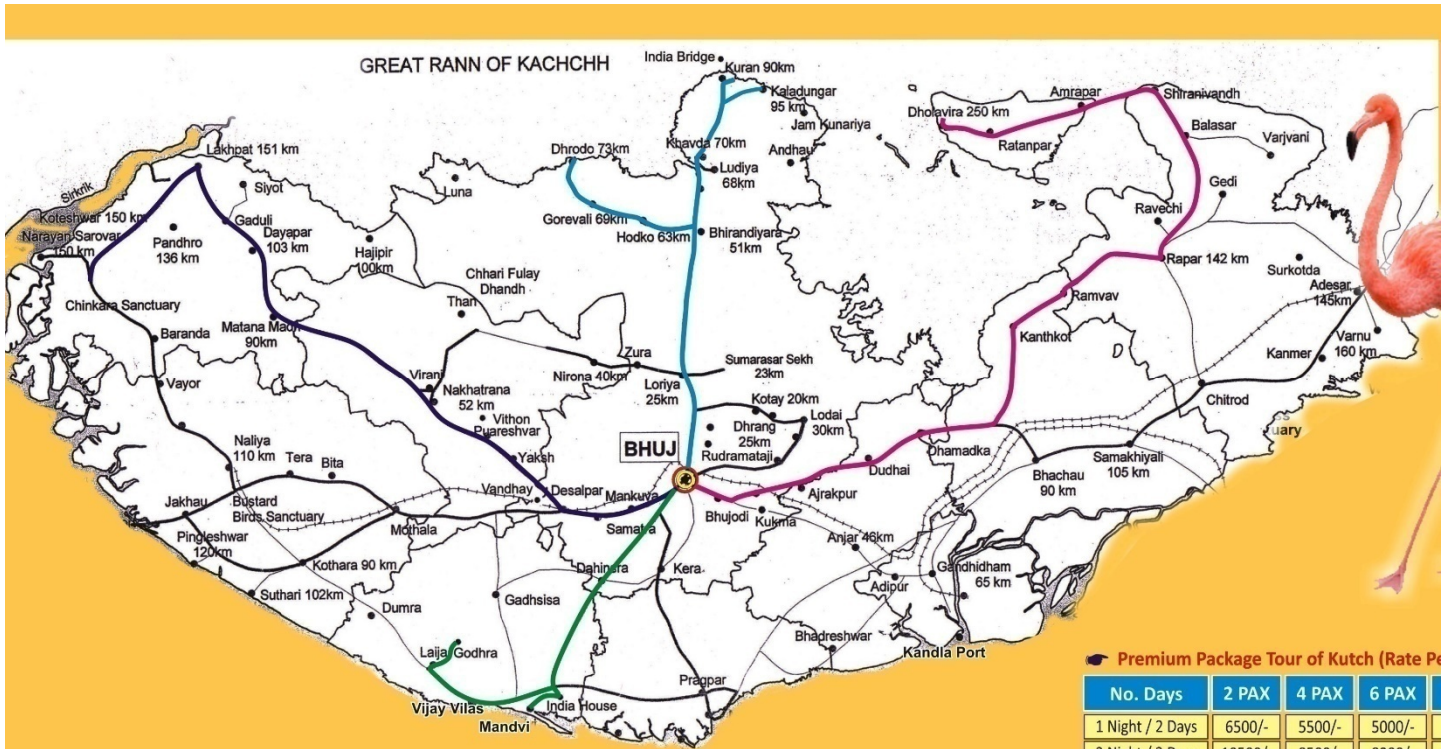 GREAT RANN OF KACHCHH
India Bridge
Kuran 90km
Kaladungar
95 km
Jam Kunariya
Khavda 70km
Andhau
Ludiya
68km
Dhrodo 73km
Luna
Gorevali 69km
Hodko 63km
Bhirandiyara
51km
Amrapar
Shiranivandh
Dholavira 250 km
Ratanpar
Balasar
Varjvani
Gedi
Ravechi
Rapar 142 km
Surkotda
Adesar
145km
Ramvav
Kanthkot
Varnu
160 km
Kanmer
Chitrod
uary
Lakhpat 151 km
Sirkrik
Siyot
Koteshwar 150 km
Narayan Sarovar
150 km
Gaduli
Pandhro
136 km
Dayapar
103 km
Hajipir
100km
Chhari Fulay
Dhandh
Than
Chinkara Sanctuary
Baranda
Matana Madh
90km
Vayor
Virani
Nakhatrana
52 km
Zura
Nirona 40km
Loriya
25km
Sumarasar Sekh
23km
Kotay 20km
Lodai
30km
Dhrang
25km
Rudramataji
BHUJ
Vithon
Puareshvar
Yaksh
Naliya
110 km
Tera
Bita
Vandhay
Desalpar
Mankuva
Samatra
Dhamadka
Dudhai
Samakhiyali
105 km
Bhachau
90 km
Ajrakpur
Bhujodi
Kukma
Jakhau
Bustard
Birds Sanctuary
Mothala
Pingleshwar
120km
Kothara 90 km
Suthari 102km
Dahinsra
Kera
Anjar 46km
Adipur
Gandhidham
65 km
Dumra
Gadhsisa
Bhadreshwar
Kandla Port
Laija
Godhra
Pragpar
Vijay Vilas
India House
Mandvi
Premium Package Tour of Kutch (Rate Pe
No. Days 2 PAX 4 PAX 6 PAX
1 Night / 2 Days 6500/- 5500/- 5000/-